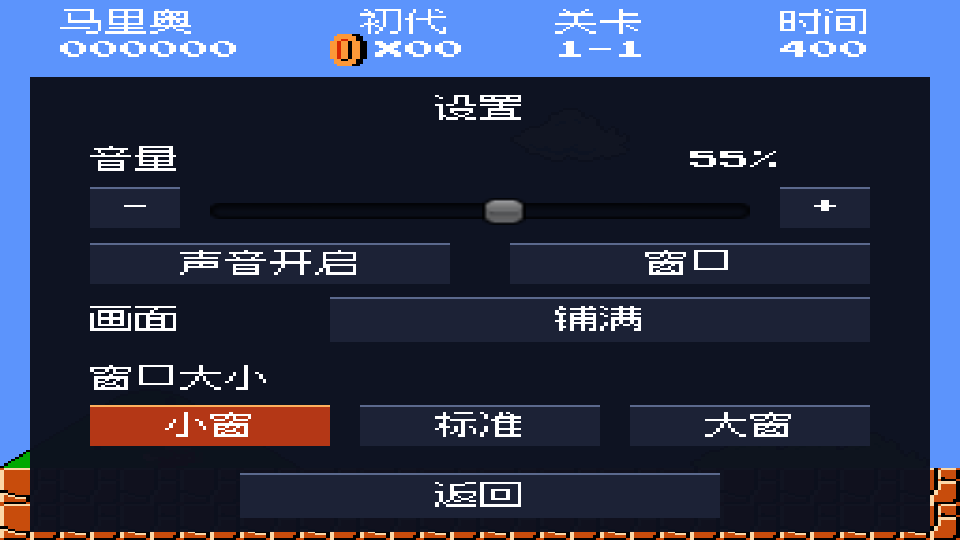 马里奥 初代 关卡 时间
000000 X00 1-1 400
设置
音量 55%
- +
声音开启 窗口
画面 铺满
窗口大小
小窗 标准 大窗
返回